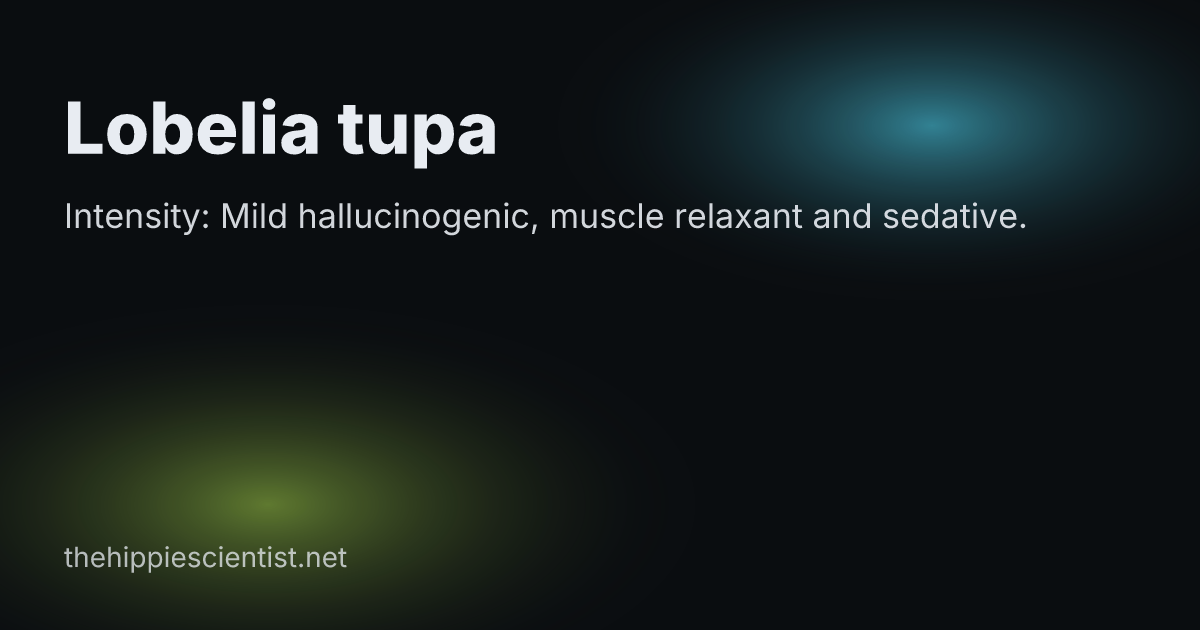 Lobelia tupa
Intensity: Mild hallucinogenic, muscle relaxant and sedative.
thehippiescientist.net